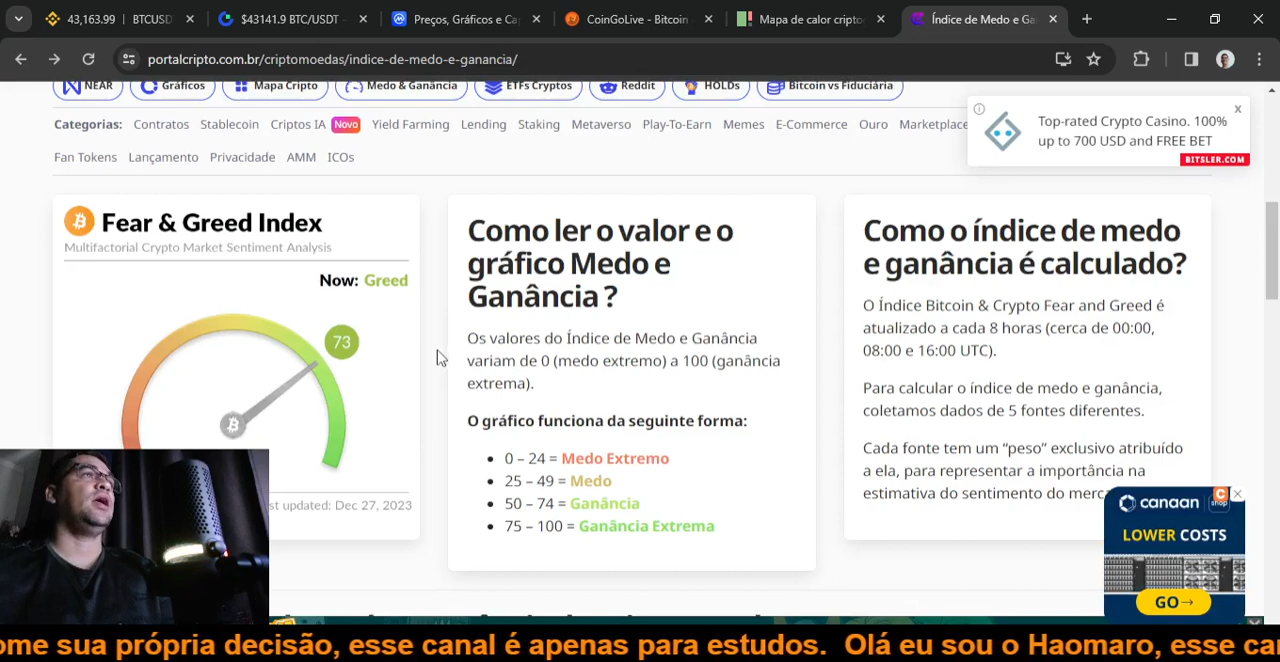 43,163.99 | BTCUSD
$43141.9 BTC/USDT -
Preços, Gráficos e Ca
CoinGoLive - Bitcoin
Mapa de calor cripto
Índice de Medo e Ga
portalcripto.com.br/criptomoedas/indice-de-medo-e-ganancia/
NEAR
Gráficos
Mapa Cripto
Medo & Ganância
ETFs Cryptos
Reddit
HOLDs
Bitcoin vs Fiduciária
Categorias: Contratos Stablecoin Criptos IA Novo Yield Farming Lending Staking Metaverso Play-To-Earn Memes E-Commerce Ouro Marketplace
Fan Tokens Lançamento Privacidade AMM ICOs
Top-rated Crypto Casino. 100%
up to 700 USD and FREE BET
BITSLER.COM
Fear & Greed Index
Multifactorial Crypto Market Sentiment Analysis
Now: Greed
73
st updated: Dec 27, 2023
Como ler o valor e o
gráfico Medo e
Ganância ?
Os valores do Índice de Medo e Ganância
variam de 0 (medo extremo) a 100 (ganância
extrema).
O gráfico funciona da seguinte forma:
0 – 24 = Medo Extremo
25 – 49 = Medo
50 – 74 = Ganância
75 – 100 = Ganância Extrema
Como o índice de medo
e ganância é calculado?
O Índice Bitcoin & Crypto Fear and Greed é
atualizado a cada 8 horas (cerca de 00:00,
08:00 e 16:00 UTC).
Para calcular o índice de medo e ganância,
coletamos dados de 5 fontes diferentes.
Cada fonte tem um “peso” exclusivo atribuído
a ela, para representar a importância na
estimativa do sentimento do merc
canaan shop
LOWER COSTS
GO→
ome sua própria decisão, esse canal é apenas para estudos. Olá eu sou o Haomaro, esse ca